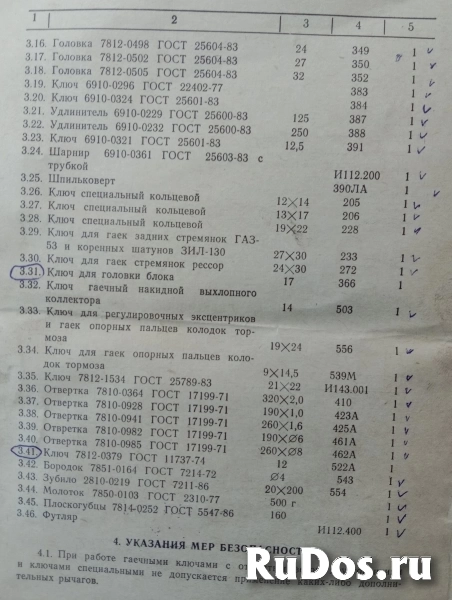 1 2 3 4 5
3.16. Головка 7812-0498 ГОСТ 25604-83 24 349 1
3.17. Головка 7812-0502 ГОСТ 25604-83 27 350 1
3.18. Головка 7812-0505 ГОСТ 25604-83 32 352 1
3.19. Ключ 6910-0296 ГОСТ 22402-77 383 1
3.20. Ключ 6910-0324 ГОСТ 25601-83 384 1
3.21. Удлинитель 6910-0229 ГОСТ 25600-83 125 387 1
3.22. Удлинитель 6910-0232 ГОСТ 25600-83 250 388 1
3.23. Ключ 6910-0321 ГОСТ 25601-83 12,5 391 1
3.24. Шарнир 6910-0361 ГОСТ 25603-83 с
трубкой И112.200 1
3.25. Шпильковерт 390ЛА 1
3.26. Ключ специальный кольцевой 12×14 205 1
3.27. Ключ специальный кольцевой 13×17 206 1
3.28. Ключ специальный кольцевой 19×22 228 1
3.29. Ключ для гаек задних стремянок ГАЗ-
53 и коренных шатунов ЗИЛ-130 27×30 233 1
3.30. Ключ для гаек стремянок рессор 24×30 272 1
3.31. Ключ для головки блока 17 366 1
3.32. Ключ гаечный накидной выхлопного
коллектора 14 503 1
3.33. Ключ для регулировочных эксцентриков
и гаек опорных пальцев колодок тор-
моза 19×24 556 1
3.34. Ключ для гаек опорных пальцев коло-
док тормоза 9×14,5 539М 1
3.35. Ключ 7812-1534 ГОСТ 25789-83 21×22 И143.001 1
3.36. Отвертка 7810-0364 ГОСТ 17199-71 320×2,0 410 1
3.37. Отвертка 7810-0928 ГОСТ 17199-71 190×1,0 423А 1
3.38. Отвертка 7810-0941 ГОСТ 17199-71 260×1,6 425А 1
3.39. Отвертка 7810-0982 ГОСТ 17199-71 190×Ø6 461А 1
3.40. Отвертка 7810-0985 ГОСТ 17199-71 260×Ø8 462А 1
3.41. Ключ 7812-0379 ГОСТ 11737-74 12 522А 1
3.42. Бородок 7851-0164 ГОСТ 7214-72 Ø4 543 1
3.43. Зубило 2810-0219 ГОСТ 7211-86 20×200 554 1
3.44. Молоток 7850-0103 ГОСТ 2310-77 500 г 1
3.45. Плоскогубцы 7814-0252 ГОСТ 5547-86 160 1
3.46. Футляр И112.400 1
4. УКАЗАНИЯ МЕР БЕЗОПАСНОСТ
4.1. При работе гаечными ключами с от
и ключами специальными не допускается применение каких-либо дополни-
тельных рычагов.
RuDos.ru